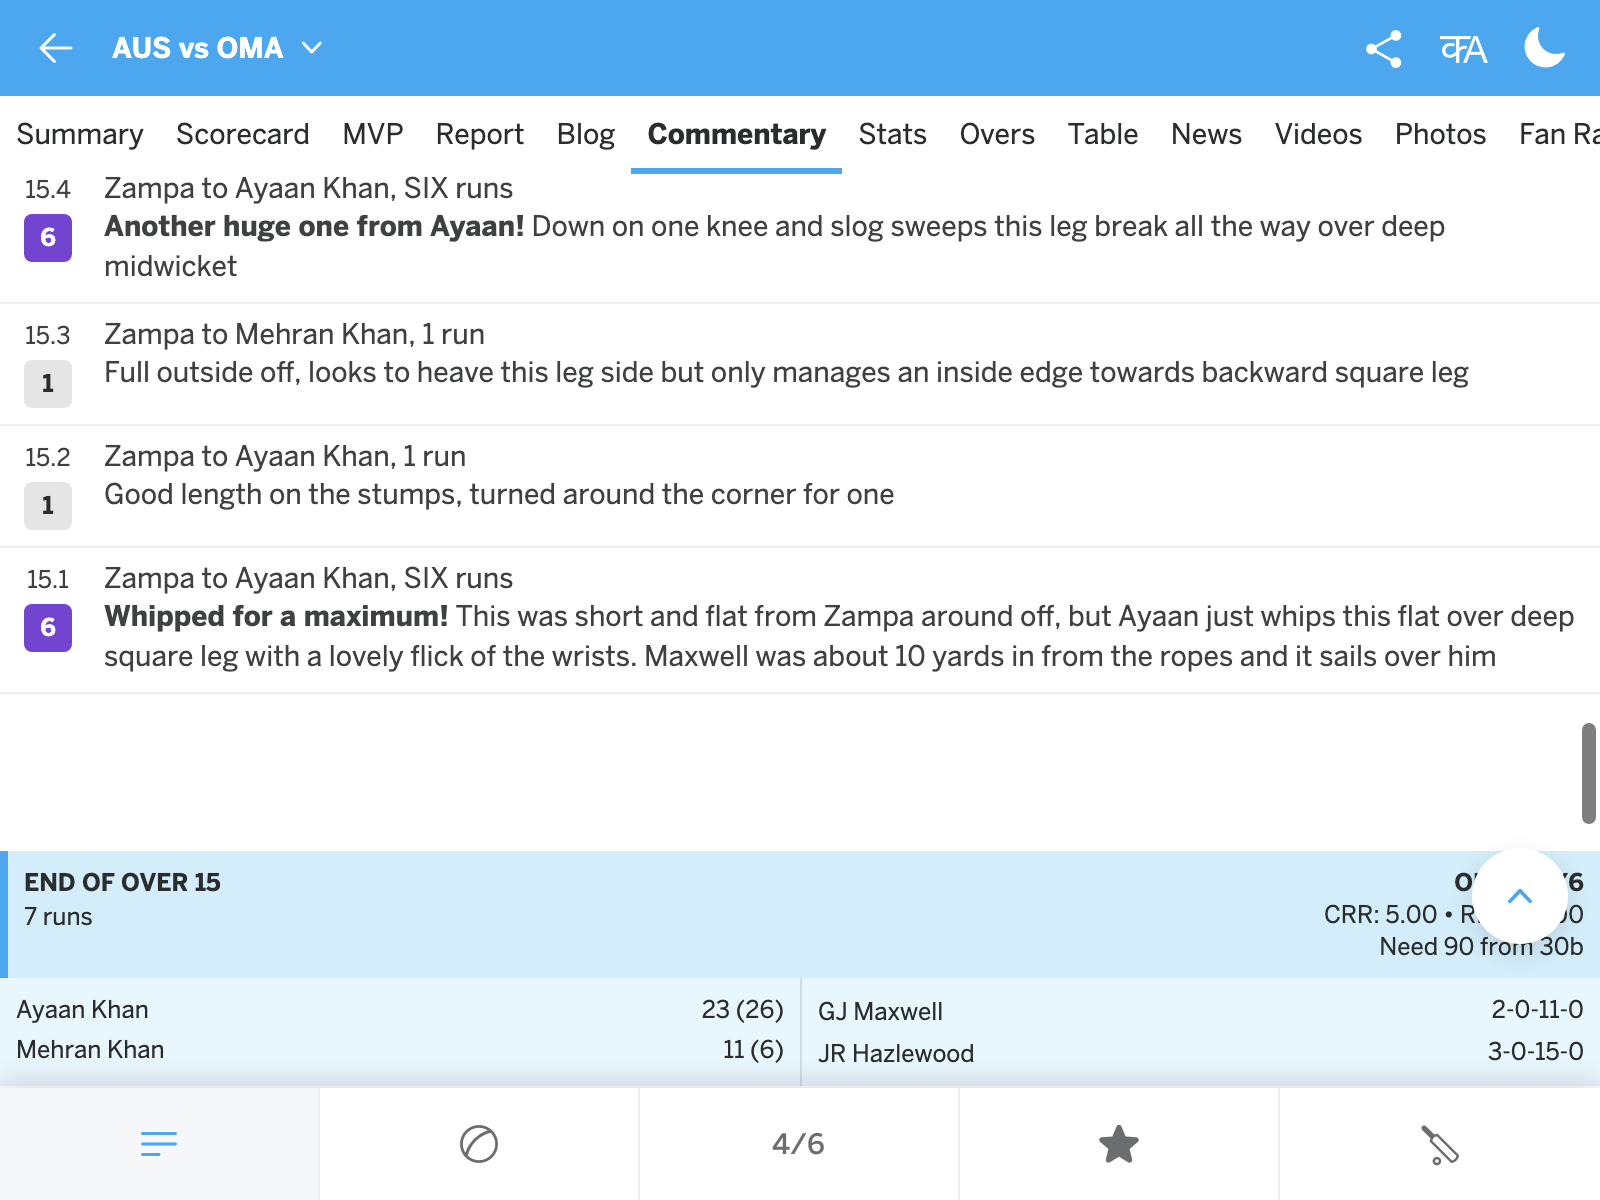 AUS vs OMA
Summary Scorecard MVP Report Blog Commentary Stats Overs Table News Videos Photos Fan
15.4 Zampa to Ayaan Khan, SIX runs
6 Another huge one from Ayaan! Down on one knee and slog sweeps this leg break all the way over deep
midwicket
15.3 Zampa to Mehran Khan, 1 run
1 Full outside off, looks to heave this leg side but only manages an inside edge towards backward square leg
15.2 Zampa to Ayaan Khan, 1 run
1 Good length on the stumps, turned around the corner for one
15.1 Zampa to Ayaan Khan, SIX runs
6 Whipped for a maximum! This was short and flat from Zampa around off, but Ayaan just whips this flat over deep
square leg with a lovely flick of the wrists. Maxwell was about 10 yards in from the ropes and it sails over him
END OF OVER 15
7 runs
CRR: 5.00 •
Need 90 from 30b
Ayaan Khan 23 (26)
Mehran Khan 11 (6)
GJ Maxwell 2-0-11-0
JR Hazlewood 3-0-15-0
4/6